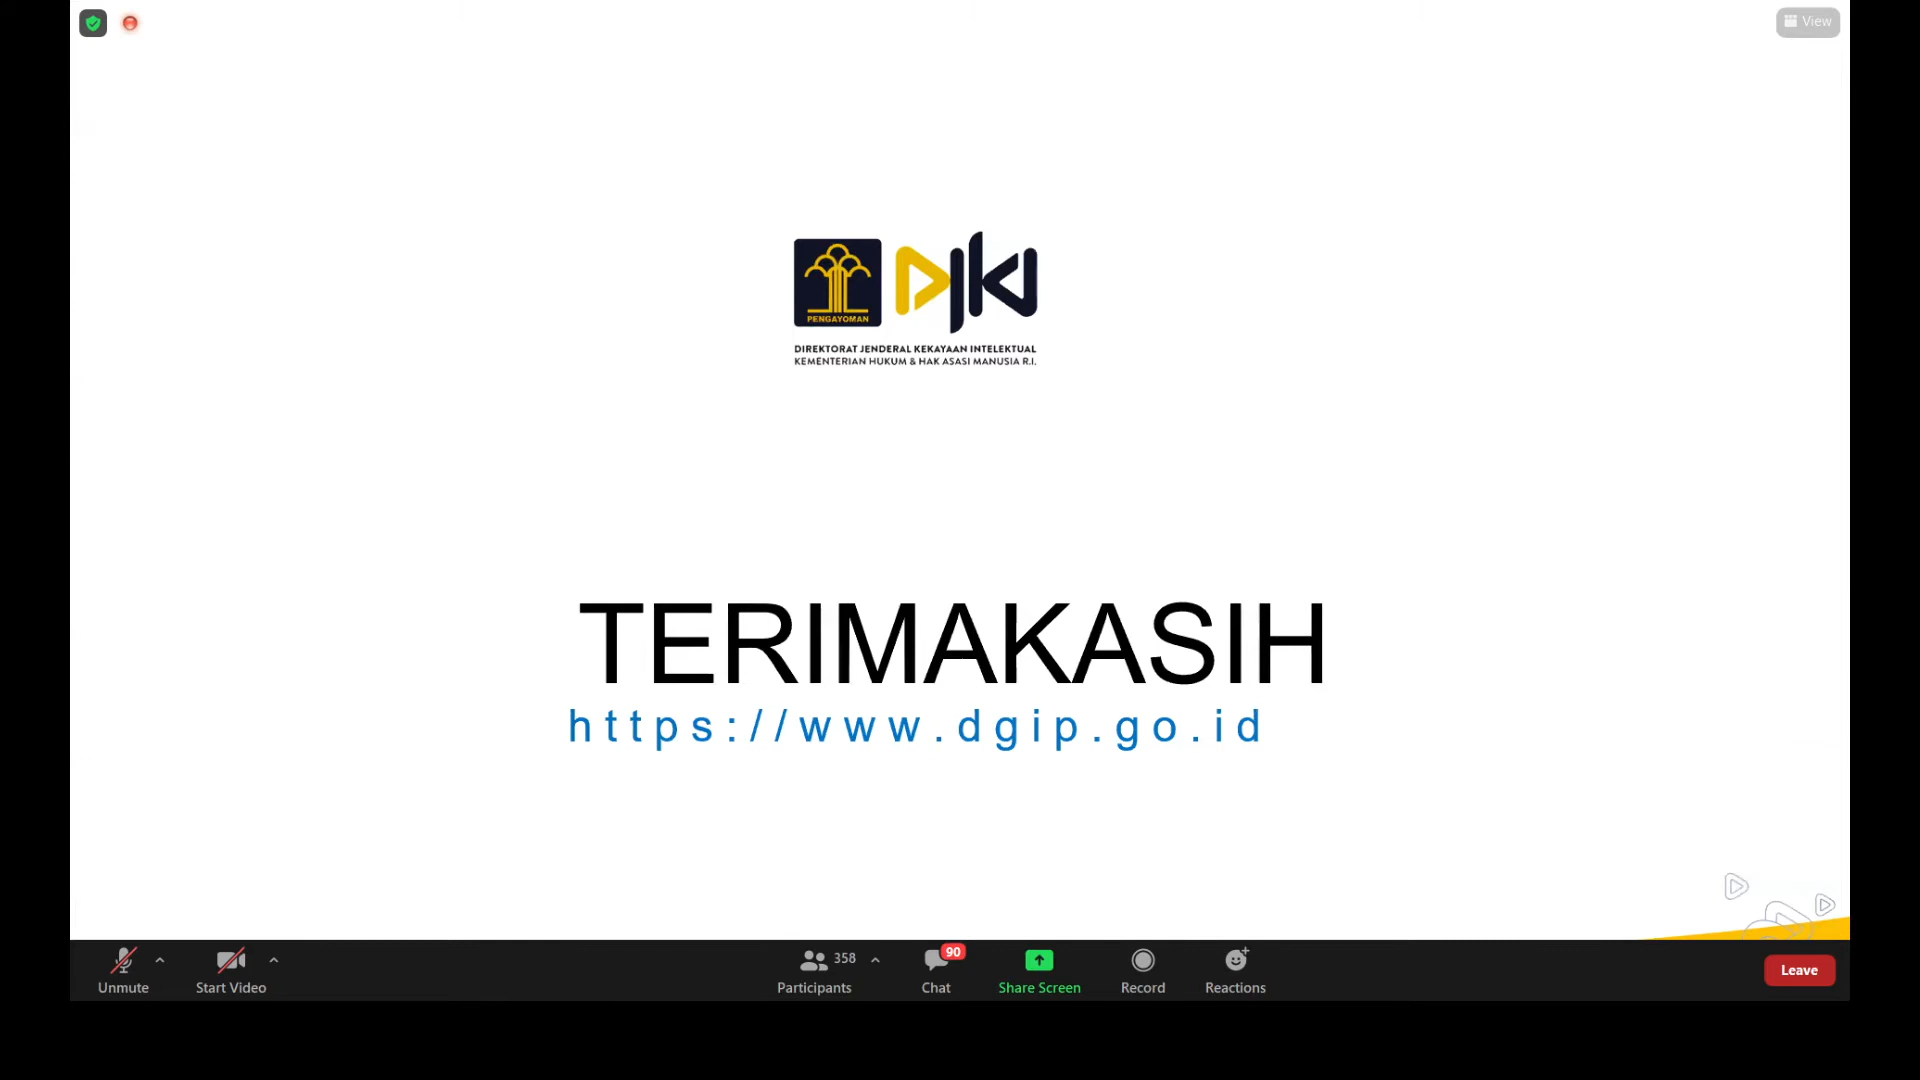 View
PENGAYOMAN
DJKI
DIREKTORAT JENDERAL KEKAYAAN INTELEKTUAL
KEMENTERIAN HUKUM & HAK ASASI MANUSIA R.I.
TERIMAKASIH
https://www.dgip.go.id
358
90
Unmute
Start Video
Participants
Chat
Share Screen
Record
Reactions
Leave